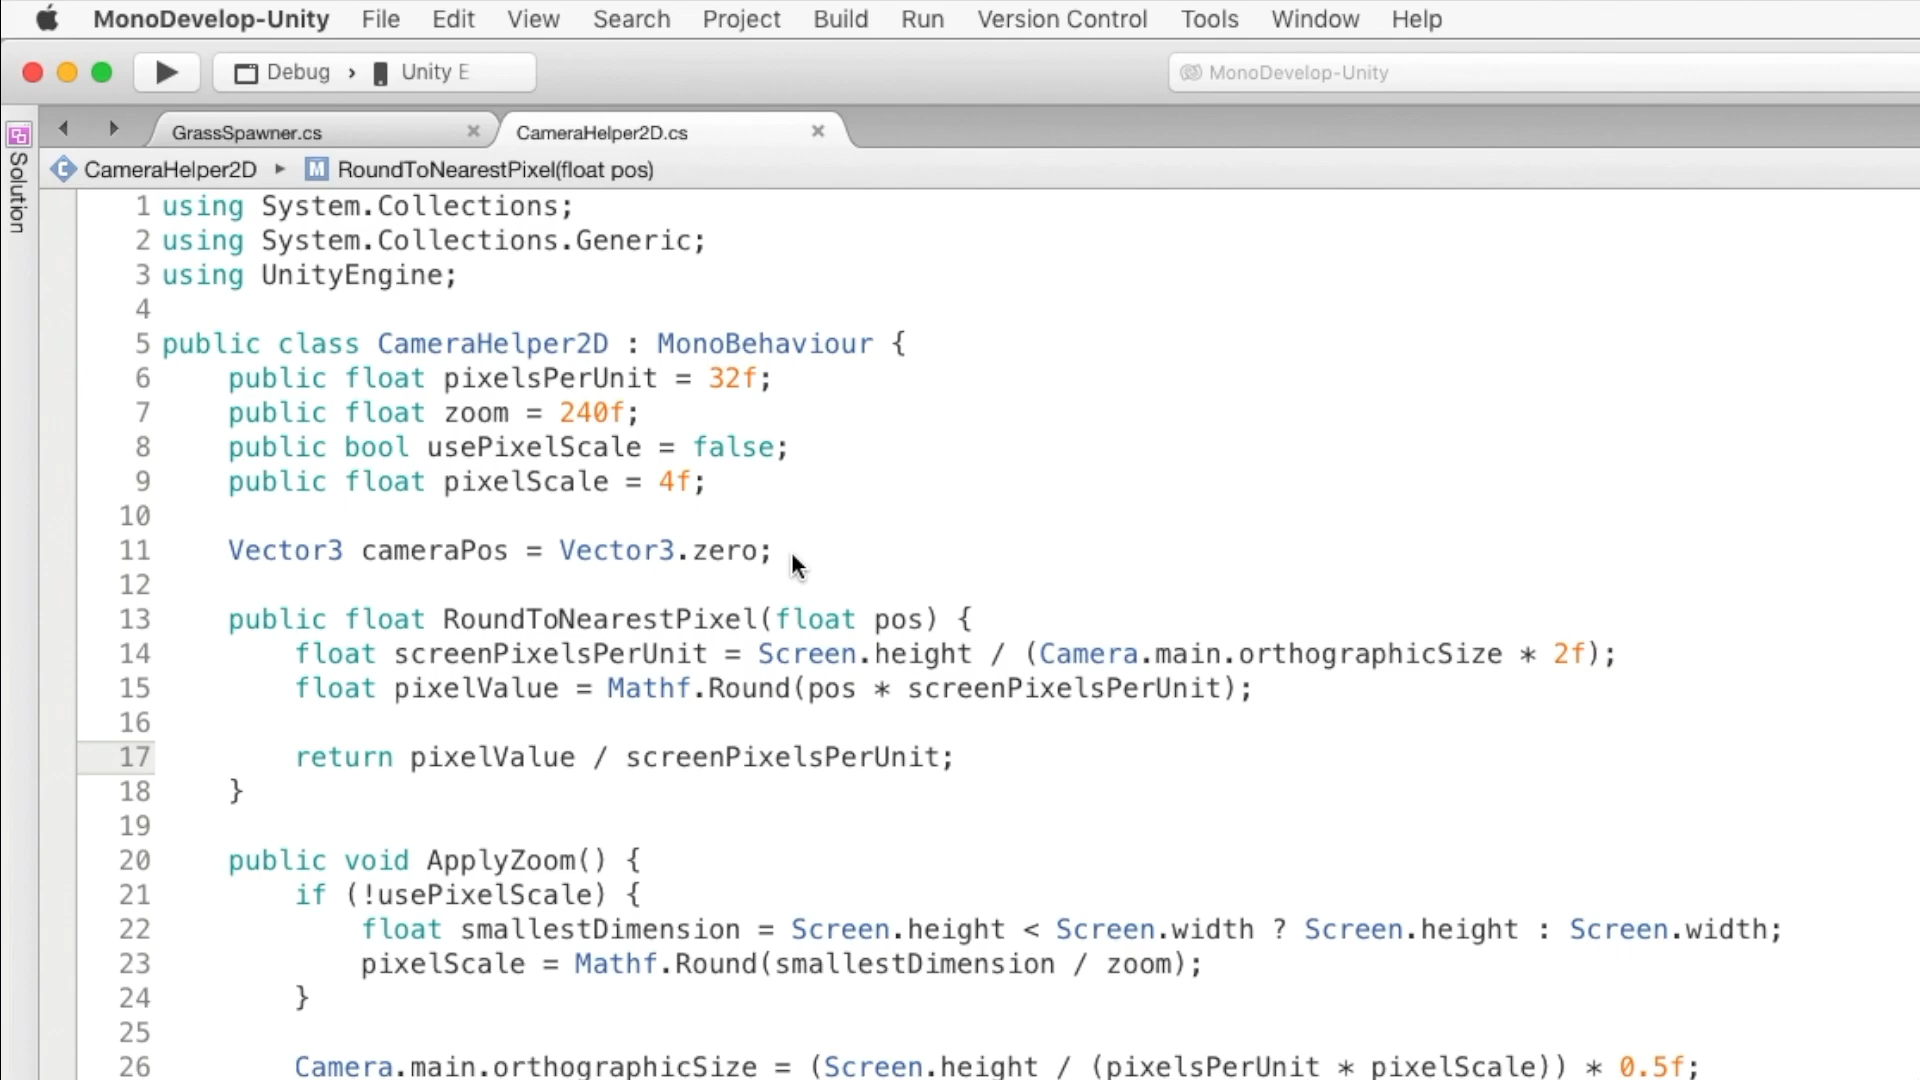 MonoDevelop-Unity File Edit View Search Project Build Run Version Control Tools Window Help
Debug › Unity E
MonoDevelop-Unity
GrassSpawner.cs
CameraHelper2D.cs
Solution
CameraHelper2D ▸ M RoundToNearestPixel(float pos)
1 using System.Collections;
2 using System.Collections.Generic;
3 using UnityEngine;
4
5 public class CameraHelper2D : MonoBehaviour {
6 public float pixelsPerUnit = 32f;
7 public float zoom = 240f;
8 public bool usePixelScale = false;
9 public float pixelScale = 4f;
10
11 Vector3 cameraPos = Vector3.zero;
12
13 public float RoundToNearestPixel(float pos) {
14 float screenPixelsPerUnit = Screen.height / (Camera.main.orthographicSize * 2f);
15 float pixelValue = Mathf.Round(pos * screenPixelsPerUnit);
16
17 return pixelValue / screenPixelsPerUnit;
18 }
19
20 public void ApplyZoom() {
21 if (!usePixelScale) {
22 float smallestDimension = Screen.height < Screen.width ? Screen.height : Screen.width;
23 pixelScale = Mathf.Round(smallestDimension / zoom);
24 }
25
26 Camera.main.orthographicSize = (Screen.height / (pixelsPerUnit * pixelScale)) * 0.5f;